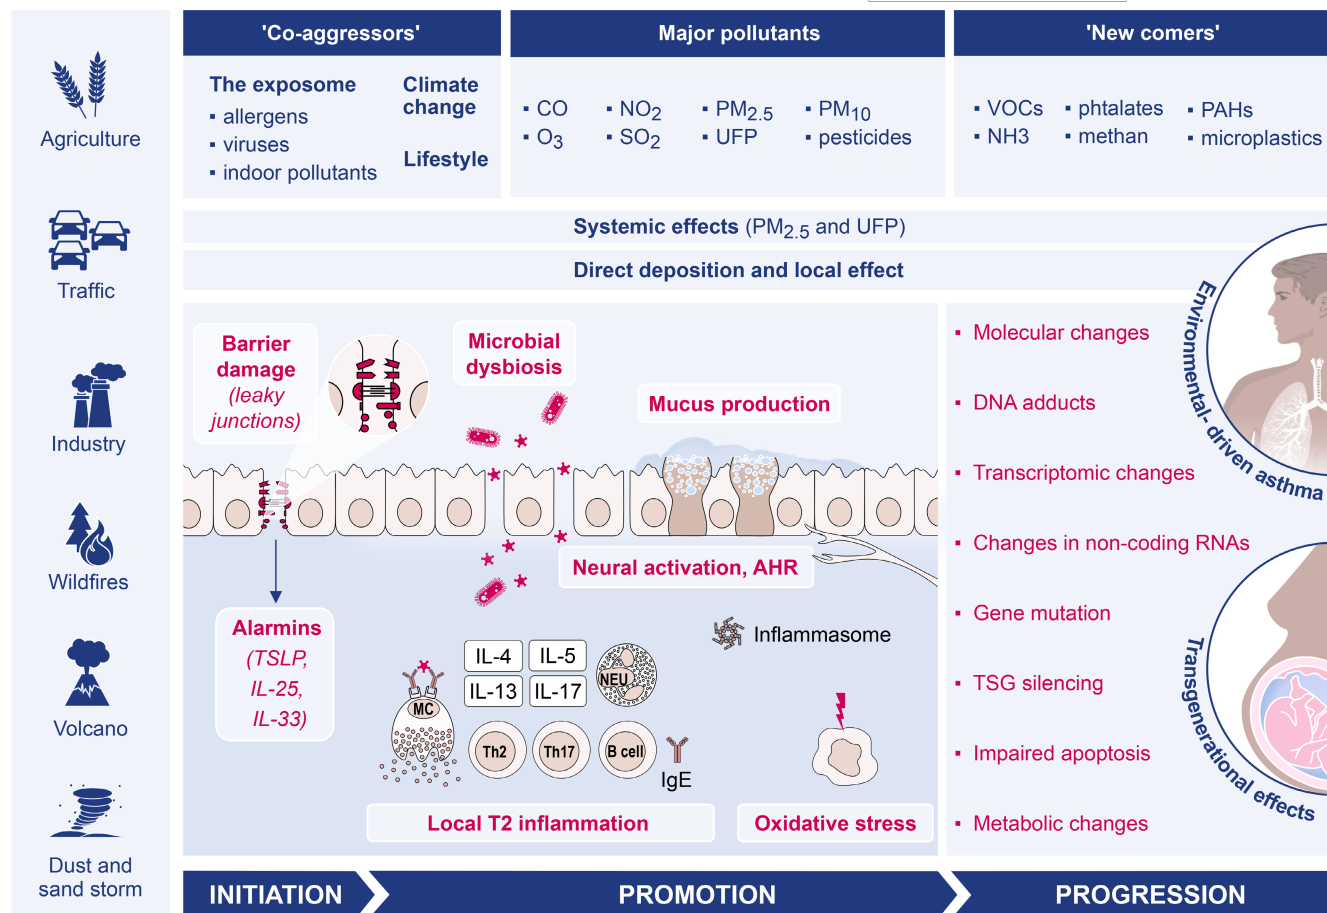 Agriculture
Traffic
Industry
Wildfires
Volcano
Dust and
sand storm
'Co-aggressors'
The exposome
▪ allergens
▪ viruses
▪ indoor pollutants
Climate
change
Lifestyle
Major pollutants
▪ CO ▪ NO2 ▪ PM2.5 ▪ PM10
▪ O3 ▪ SO2 ▪ UFP ▪ pesticides
'New comers'
▪ VOCs ▪ phtalates ▪ PAHs
▪ NH3 ▪ methan ▪ microplastics
Systemic effects (PM2.5 and UFP)
Direct deposition and local effect
Barrier
damage
(leaky
junctions)
Microbial
dysbiosis
Mucus production
Neural activation, AHR
Alarmins
(TSLP,
IL-25,
IL-33)
Inflammasome
IL-4
IL-5
IL-13
IL-17
NEU
MC
Th2
Th17
B cell
IgE
Local T2 inflammation
Oxidative stress
▪ Molecular changes
▪ DNA adducts
▪ Transcriptomic changes
▪ Changes in non-coding RNAs
▪ Gene mutation
▪ TSG silencing
▪ Impaired apoptosis
▪ Metabolic changes
Environmental- driven asthma
Transgenerational effects
INITIATION
PROMOTION
PROGRESSION